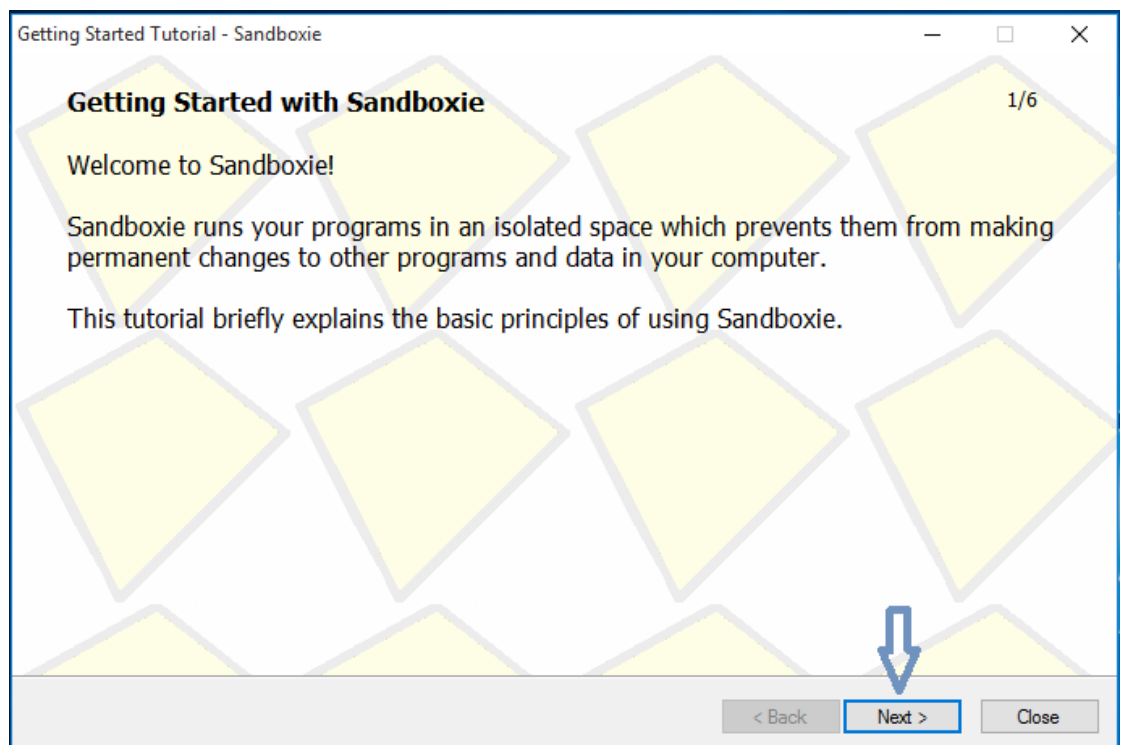 Getting Started Tutorial - Sandboxie
Getting Started with Sandboxie
1/6
Welcome to Sandboxie!
Sandboxie runs your programs in an isolated space which prevents them from making
permanent changes to other programs and data in your computer.
This tutorial briefly explains the basic principles of using Sandboxie.
< Back
Next >
Close